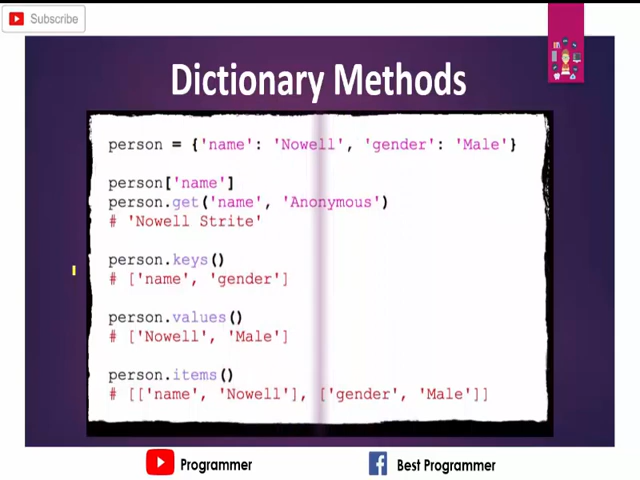 Subscribe
Dictionary Methods
person = {'name': 'Nowell', 'gender': 'Male'}
person['name']
person.get('name', 'Anonymous')
# 'Nowell Strite'
person.keys()
# ['name', 'gender']
person.values()
# ['Nowell', 'Male']
person.items()
# [['name', 'Nowell'], ['gender', 'Male']]
Programmer
Best Programmer